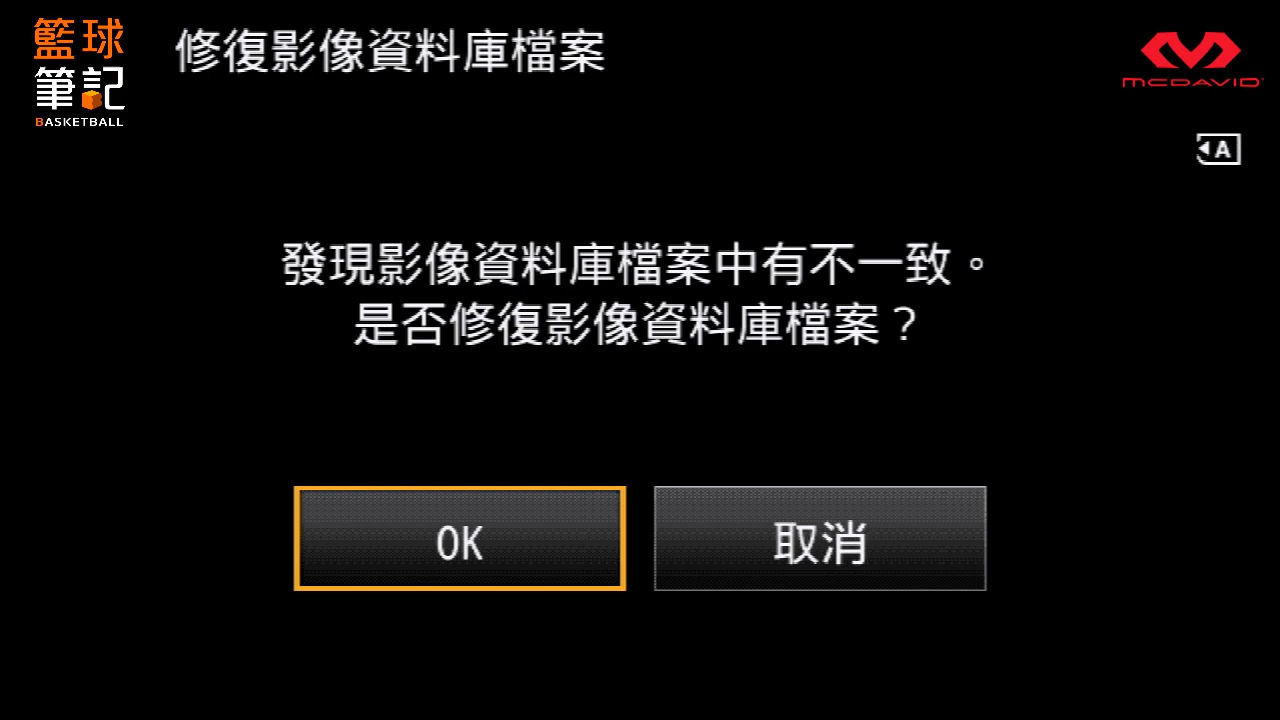 籃球
筆記
BASKETBALL
修復影像資料庫檔案
MCDAVID
A
發現影像資料庫檔案中有不一致。
是否修復影像資料庫檔案？
OK
取消